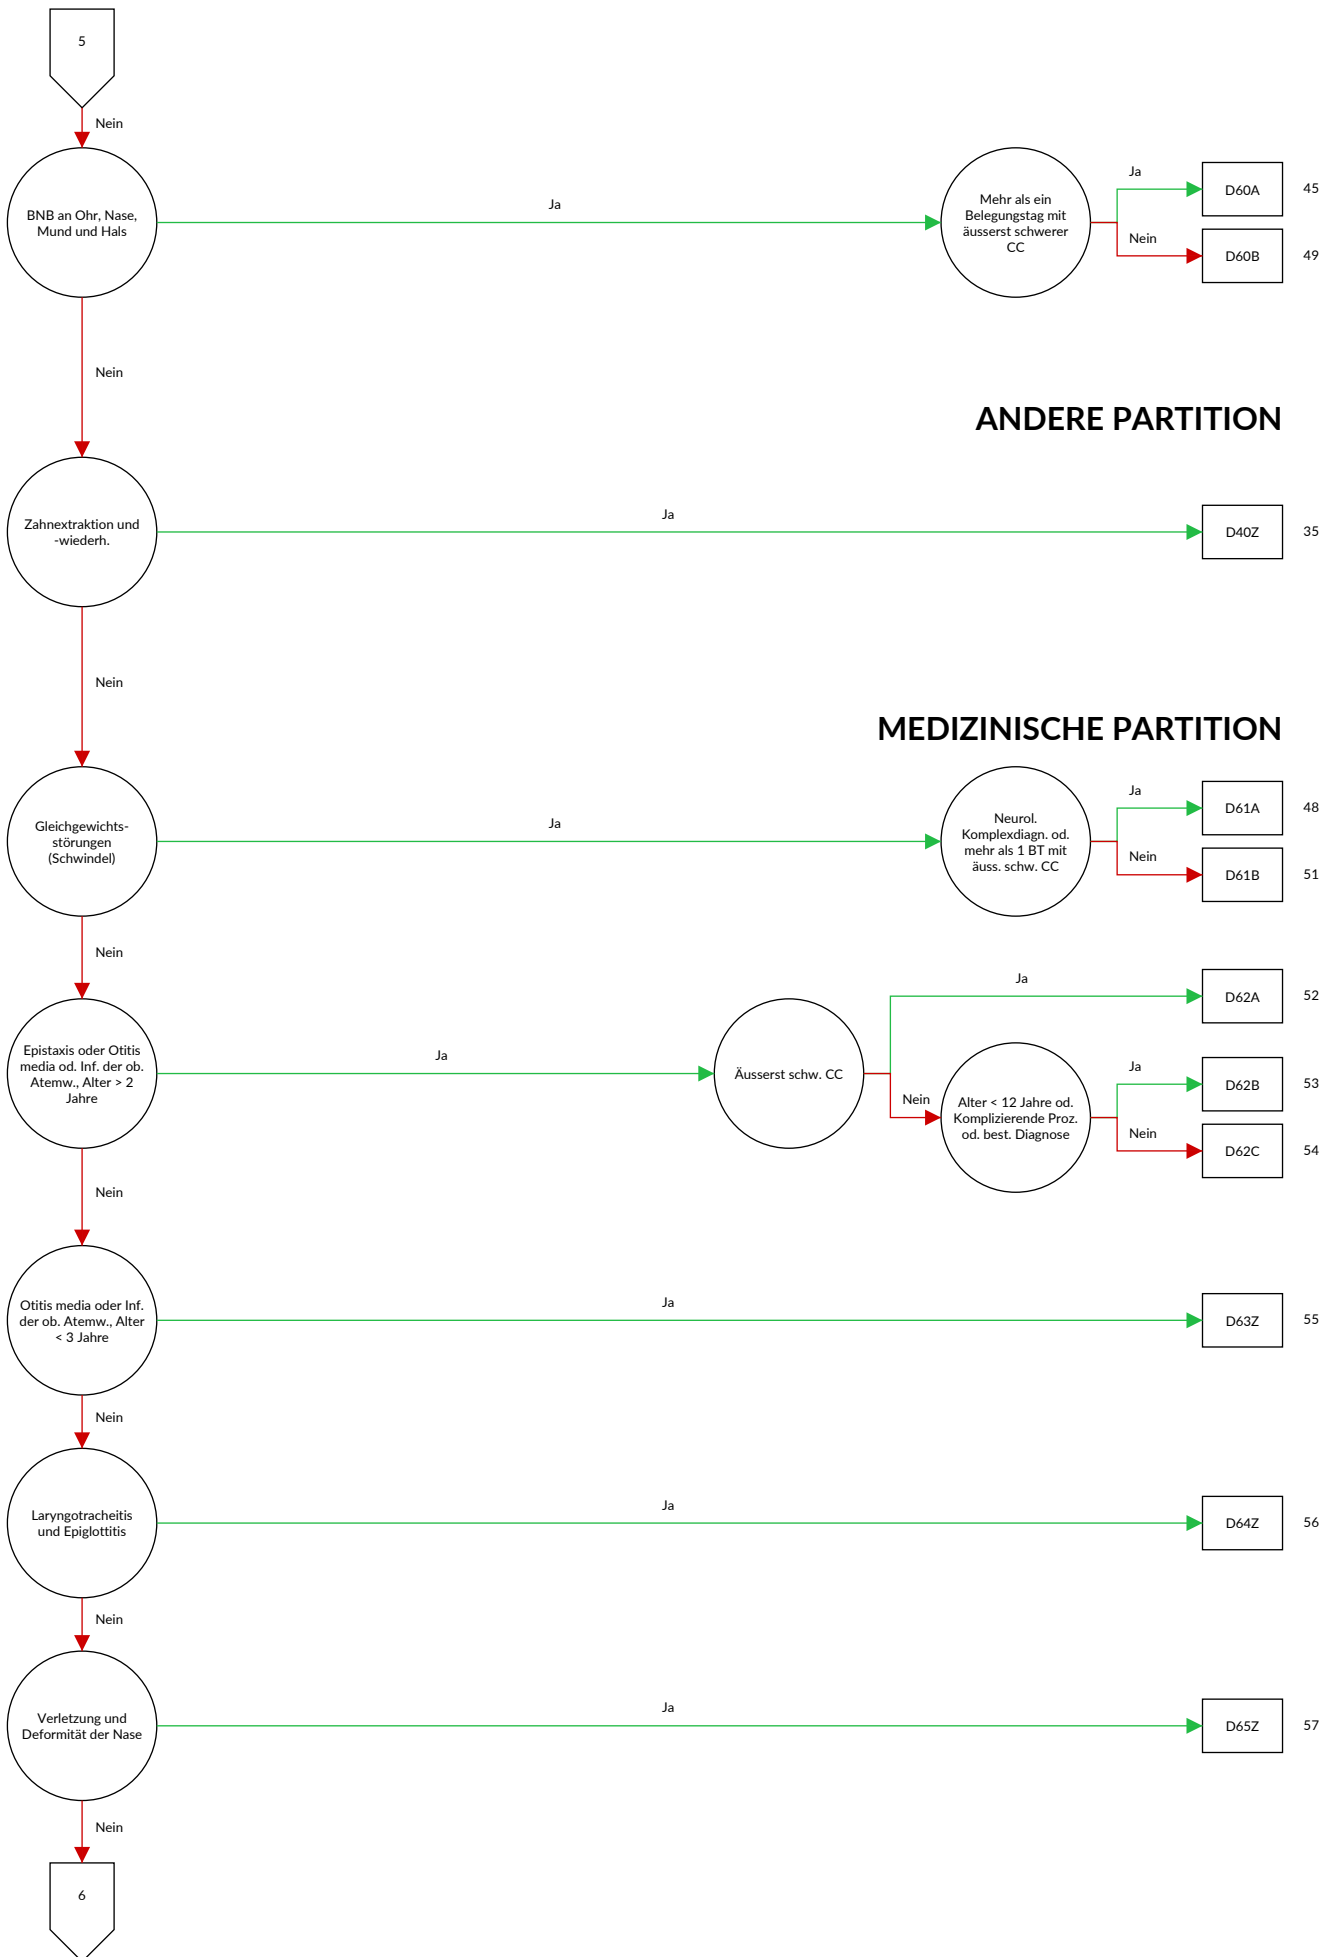 5
Nein
BNB an Ohr, Nase,
Mund und Hals
Ja
Mehr als ein
Belegungstag mit
äusserst schwerer
CC
Ja
D60A
45
Nein
D60B
49
Nein
ANDERE PARTITION
Zahnextraktion und
-wiederh.
Ja
D40Z
35
Nein
MEDIZINISCHE PARTITION
Gleichgewichts-
störungen
(Schwindel)
Ja
Neurol.
Komplexdiagn. od.
mehr als 1 BT mit
äuss. schw. CC
Ja
D61A
48
Nein
D61B
51
Nein
Epistaxis oder Otitis
media od. Inf. der ob.
Atemw., Alter > 2
Jahre
Ja
Äusserst schw. CC
Ja
D62A
52
Nein
Alter < 12 Jahre od.
Komplizierende Proz.
od. best. Diagnose
Ja
D62B
53
Nein
D62C
54
Nein
Otitis media oder Inf.
der ob. Atemw., Alter
< 3 Jahre
Ja
D63Z
55
Nein
Laryngotracheitis
und Epiglottitis
Ja
D64Z
56
Nein
Verletzung und
Deformität der Nase
Ja
D65Z
57
Nein
6